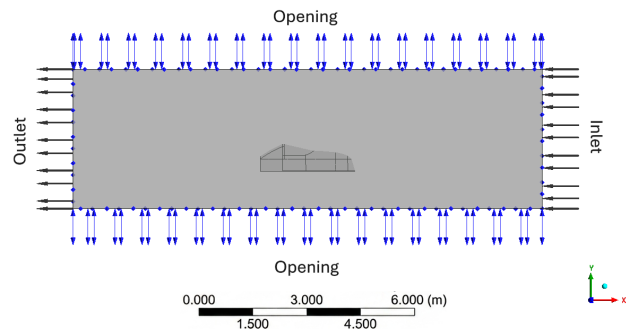 Opening
Outlet
Inlet
Opening
0.000 3.000 6.000 (m)
1.500 4.500
Y
X